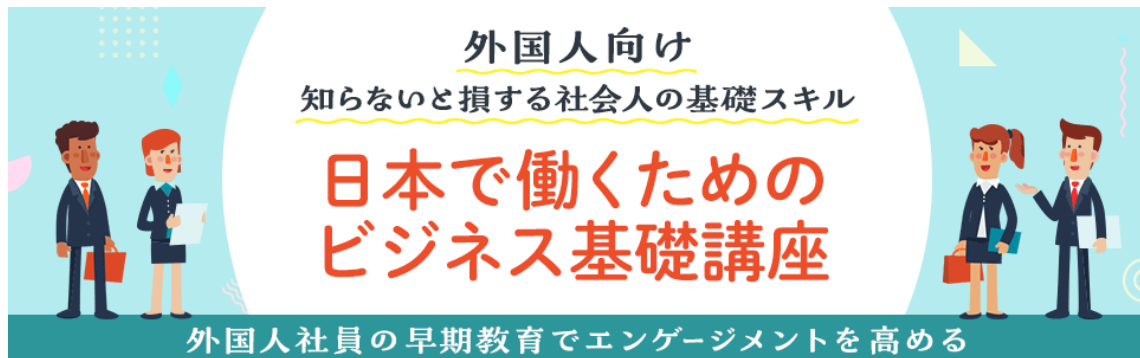 外国人向け
知らないと損する社会人の基礎スキル
日本で働くための
ビジネス基礎講座
外国人社員の早期教育でエンゲージメントを高める